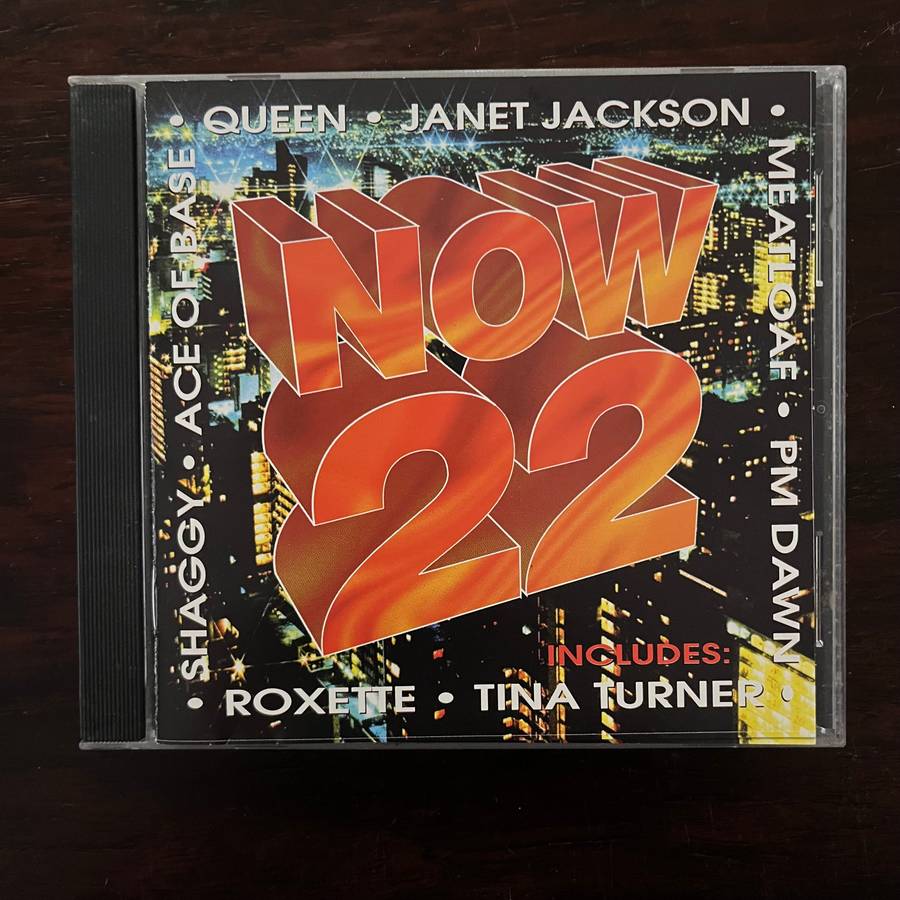 • QUEEN • JANET JACKSON •
MEATLOAF • PM DAWN
SHAGGY • ACE OF BASE
NOW
22
INCLUDES:
• ROXETTE • TINA TURNER •